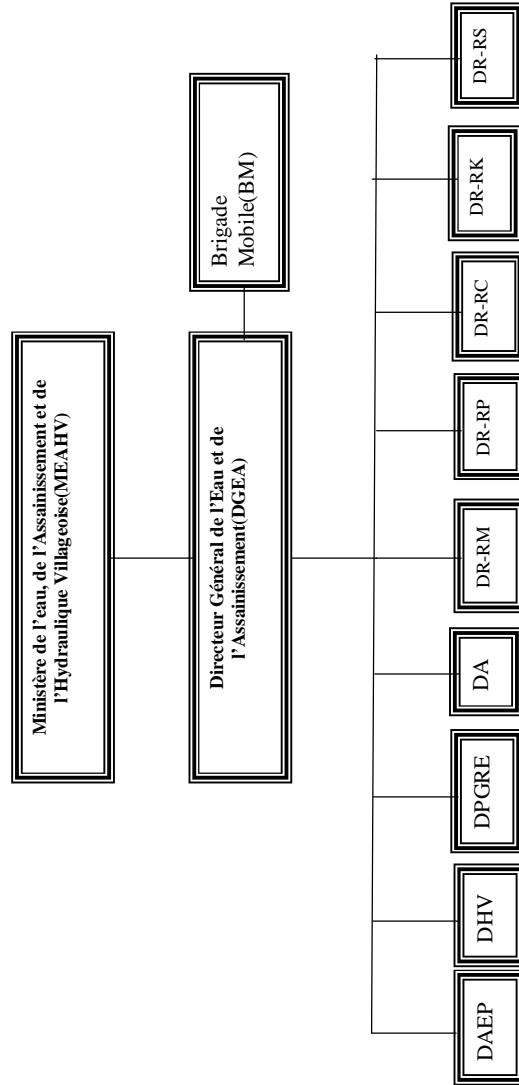 Ministère de l'eau, de l'Assainissement et de
l'Hydraulique Villageoise(MEAHV)
Directeur Général de l'Eau et de
l'Assainissement(DGEA)
Brigade
Mobile(BM)
DAEP
DHV
DPGRE
DA
DR-RM
DR-RP
DR-RC
DR-RK
DR-RS